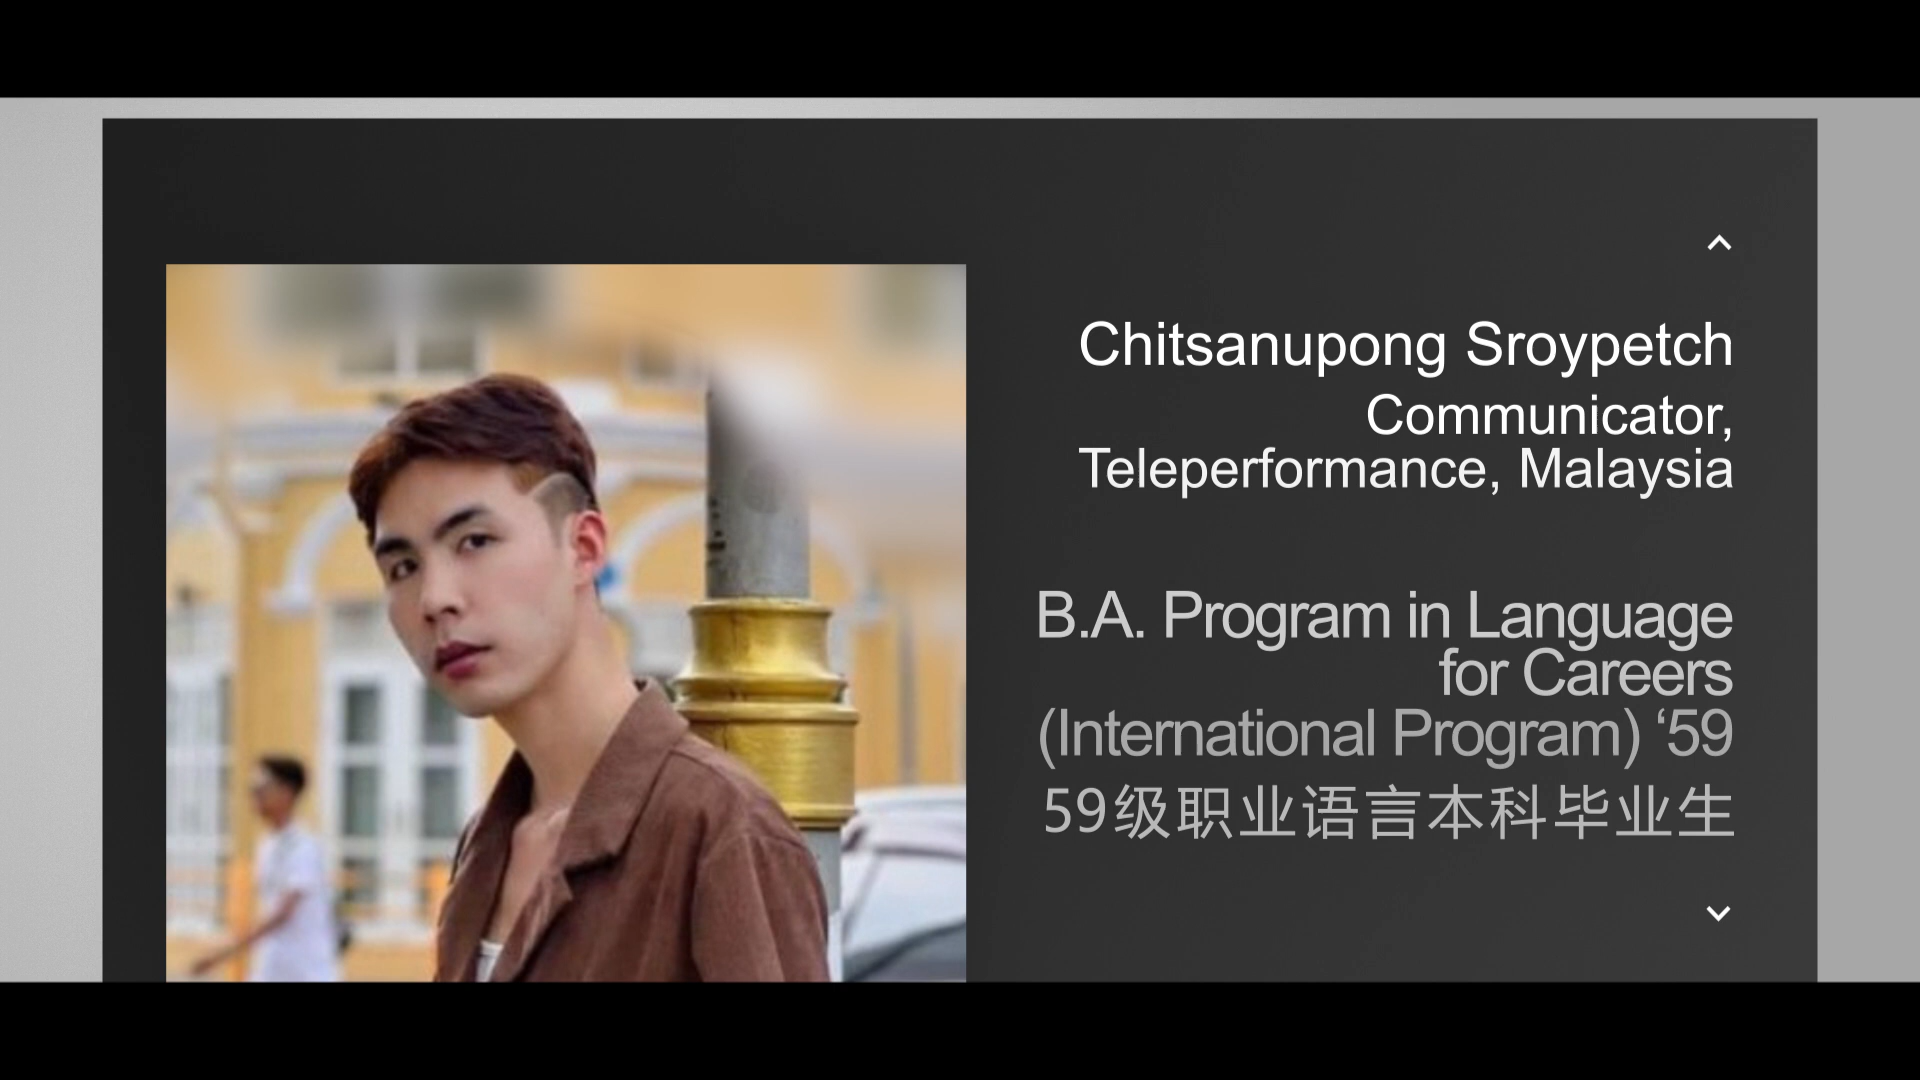 Chitsanupong Sroypetch
Communicator,
Teleperformance, Malaysia
B.A. Program in Language
for Careers
(International Program) ‘59
59级职业语言本科毕业生